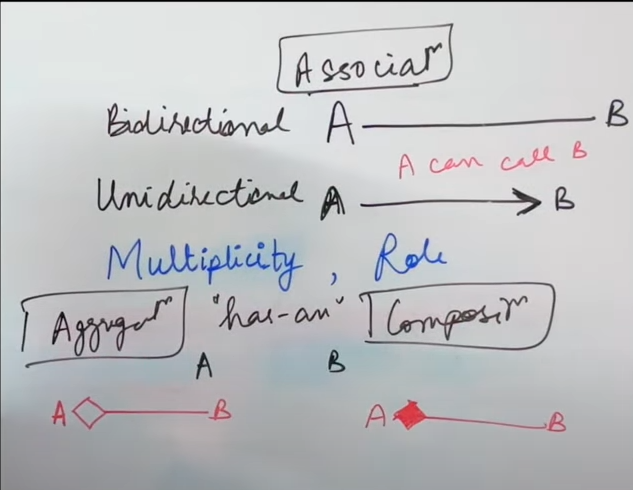 Associaⁿ
Bidirectional A B
A can call B
Unidirectional A B
Multiplicity, Role
Aggregaⁿ "has-an" Composiⁿ
A B
A B A B